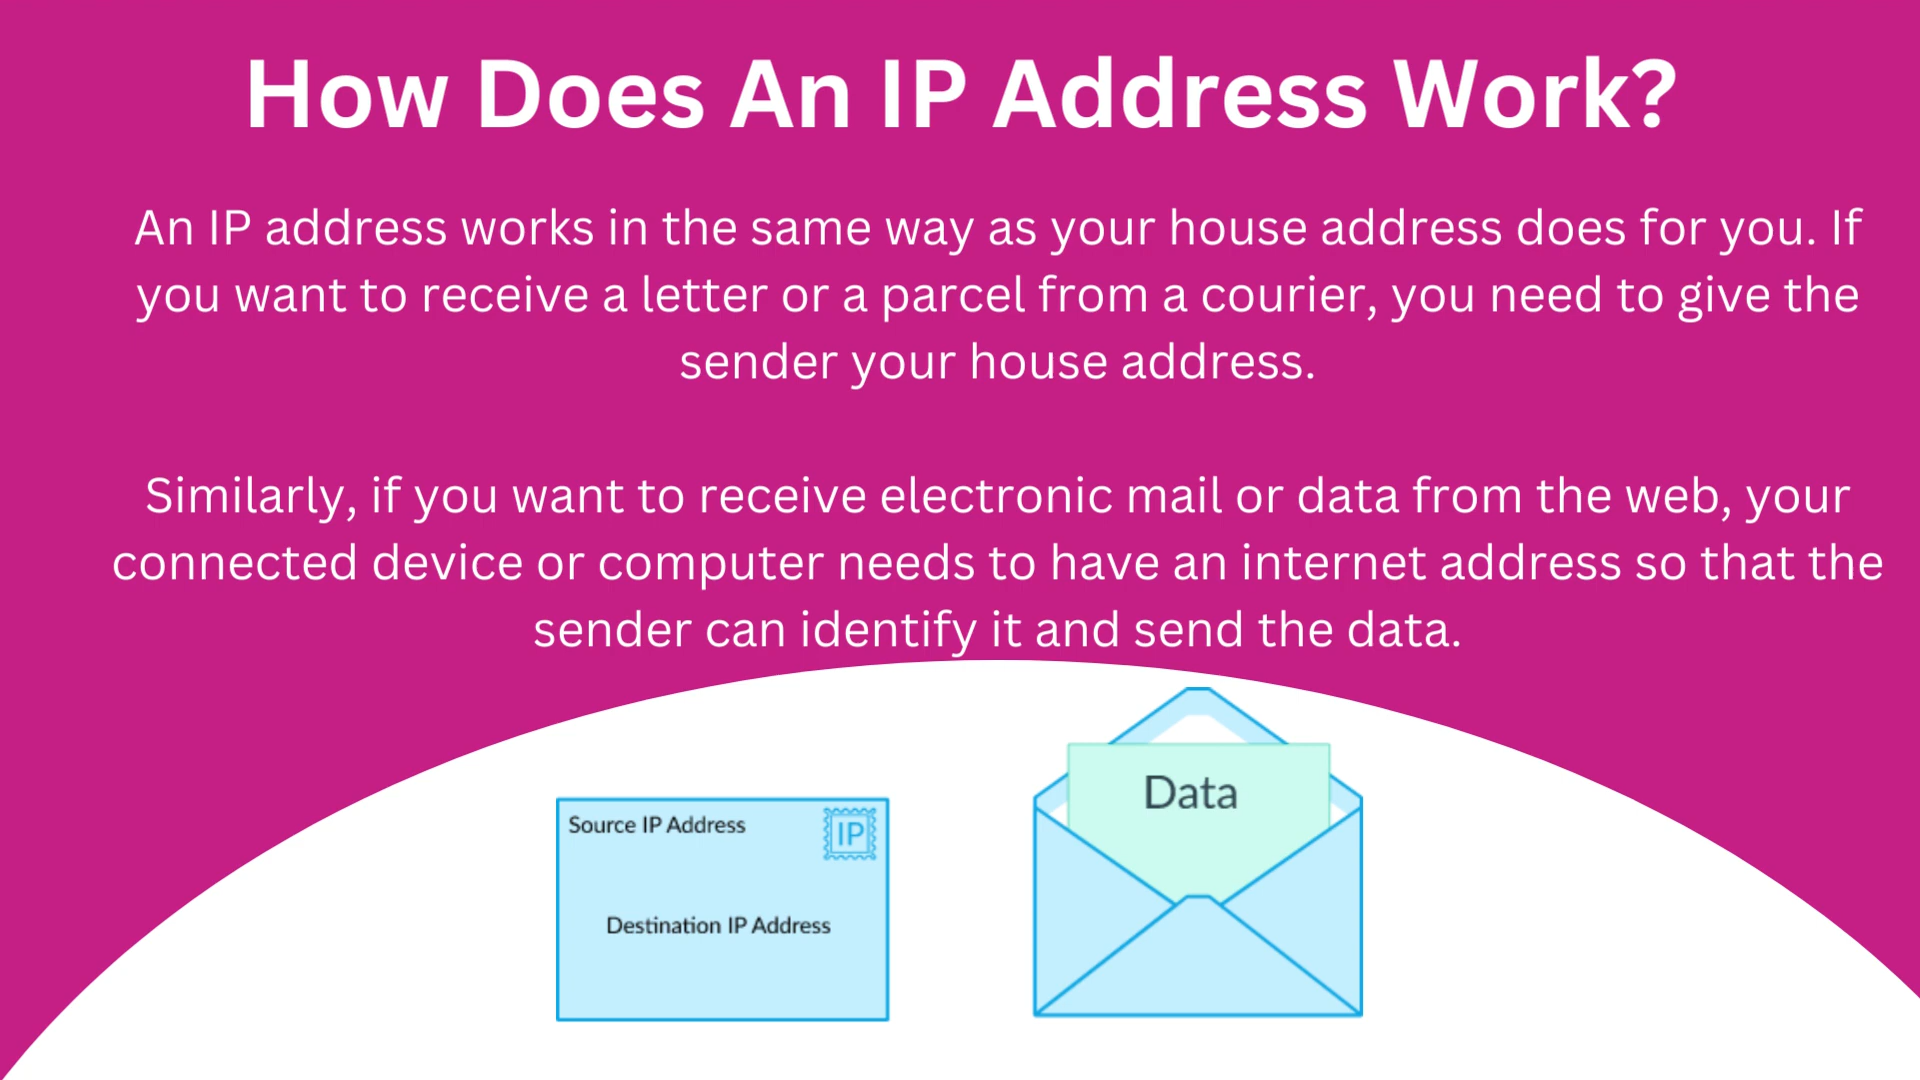 How Does An IP Address Work?
An IP address works in the same way as your house address does for you. If
you want to receive a letter or a parcel from a courier, you need to give the
sender your house address.
Similarly, if you want to receive electronic mail or data from the web, your
connected device or computer needs to have an internet address so that the
sender can identify it and send the data.
Source IP Address
IP
Destination IP Address
Data